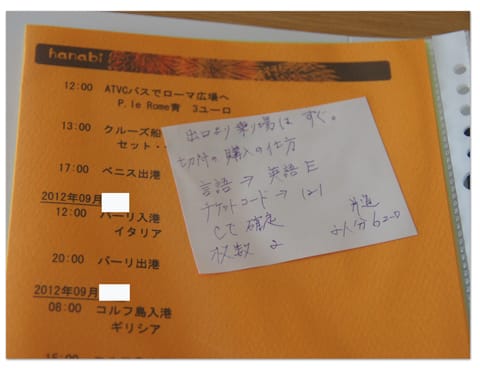 hanabi
12:00 ATVCバスでローマ広場へ
P.le Rome青 3ユーロ
13:00 クルーズ船
セット・
17:00 ベニス出港
2012年09月
12:00 バーリ入港
イタリア
20:00 バーリ出港
2012年09月
08:00 コルフ島入港
ギリシア
出口より乗り場は すぐ。
切符の購入の仕方
言語 → 英語 E
チケットコード → 121
Cで確定
枚数 2
片道
2人分6ユーロ